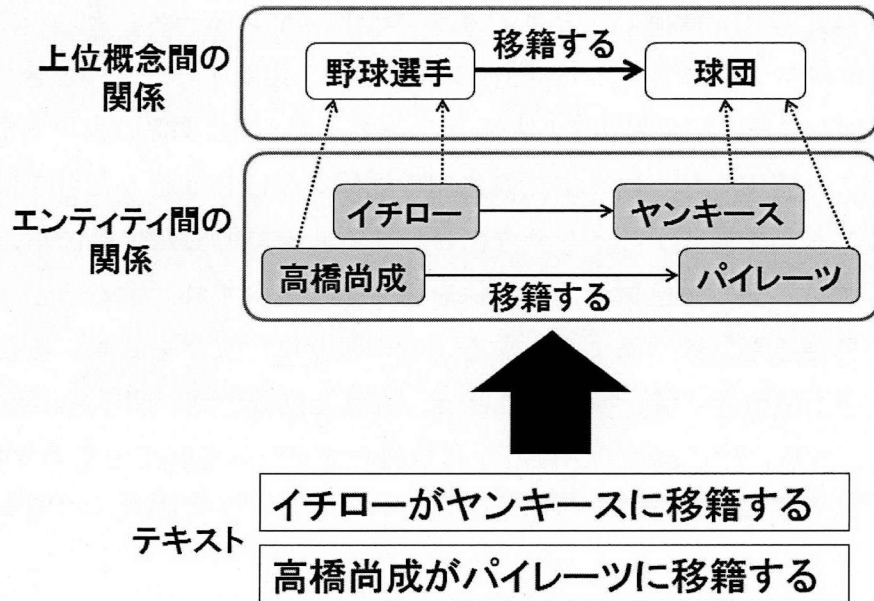 上位概念間の
関係
野球選手
移籍する
球団
エンティティ間の
関係
イチロー
ヤンキース
高橋尚成
移籍する
パイレーツ
テキスト
イチローがヤンキースに移籍する
高橋尚成がパイレーツに移籍する